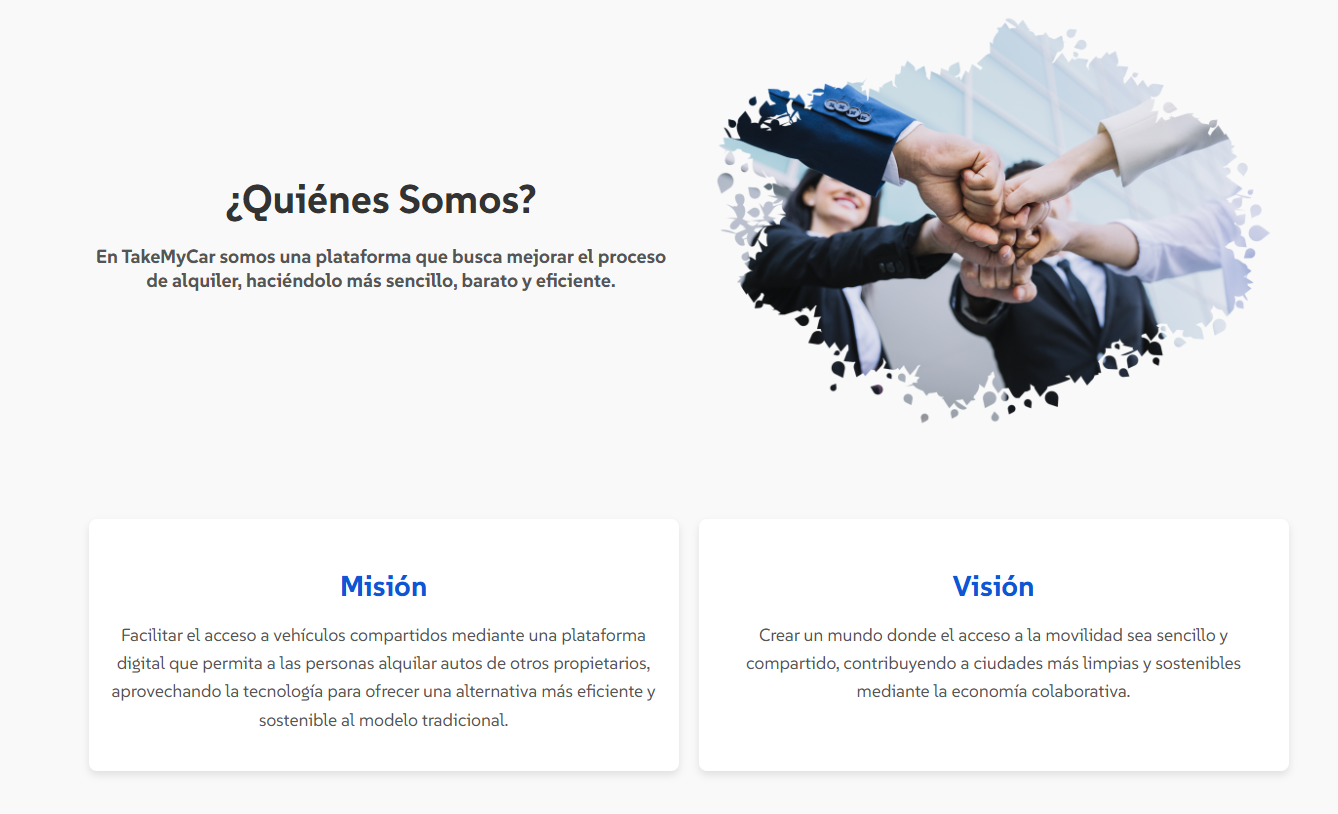 ¿Quiénes Somos?
En TakeMyCar somos una plataforma que busca mejorar el proceso
de alquiler, haciéndolo más sencillo, barato y eficiente.
Misión
Facilitar el acceso a vehículos compartidos mediante una plataforma
digital que permita a las personas alquilar autos de otros propietarios,
aprovechando la tecnología para ofrecer una alternativa más eficiente y
sostenible al modelo tradicional.
Visión
Crear un mundo donde el acceso a la movilidad sea sencillo y
compartido, contribuyendo a ciudades más limpias y sostenibles
mediante la economía colaborativa.